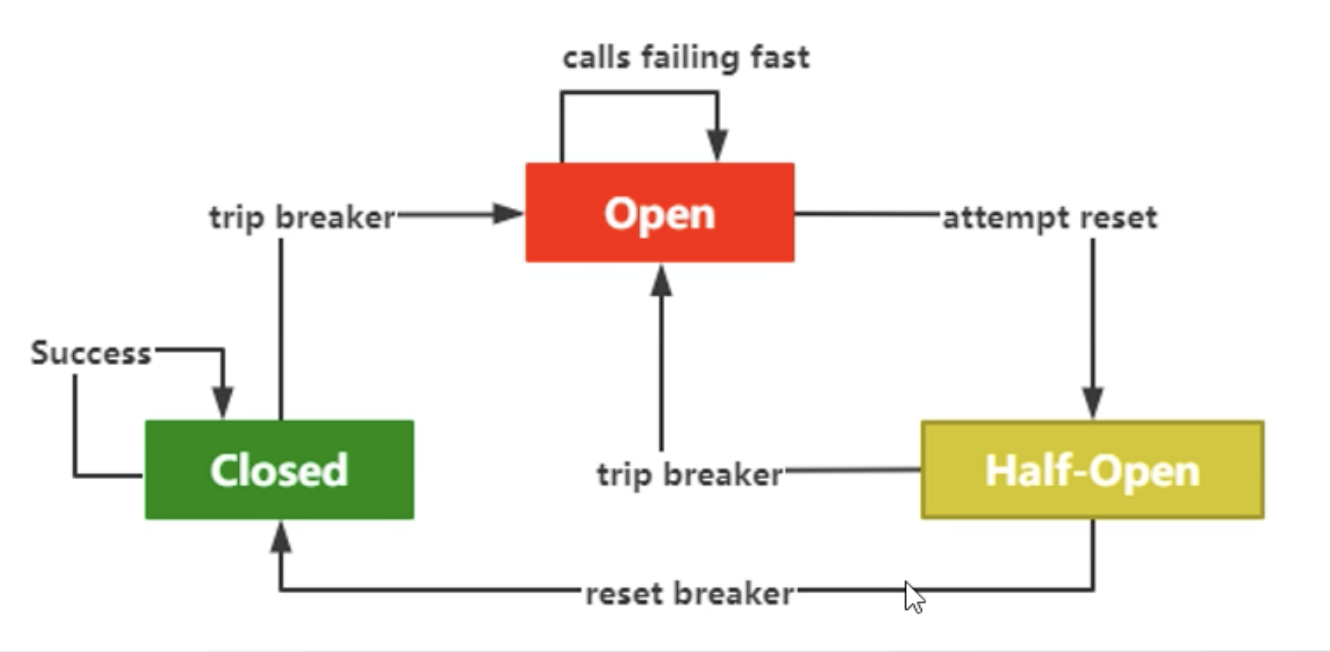 calls failing fast
trip breaker
Open
attempt reset
Success
Closed
trip breaker
Half-Open
reset breaker